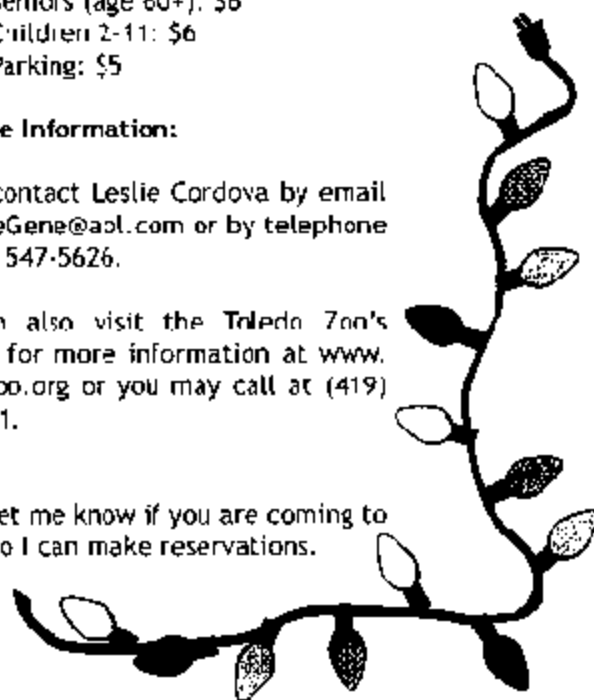 eniors (age 60+): $6
Children 2-11: $6
Parking: $5
e Information:
contact Leslie Cordova by email
eGene@aol.com or by telephone
547-5626.
n also visit the Toledo Zoo's
for more information at www.
oo.org or you may call at (419)
1.
et me know if you are coming to
o I can make reservations.